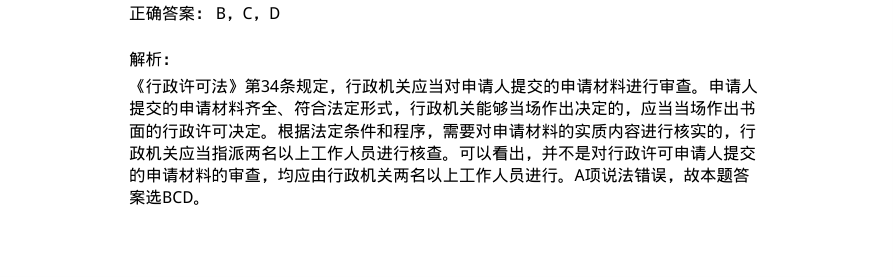 正确答案： B，C，D
解析：
《行政许可法》第34条规定，行政机关应当对申请人提交的申请材料进行审查。申请人
提交的申请材料齐全、符合法定形式，行政机关能够当场作出决定的，应当当场作出书
面的行政许可决定。根据法定条件和程序，需要对申请材料的实质内容进行核实的，行
政机关应当指派两名以上工作人员进行核查。可以看出，并不是对行政许可申请人提交
的申请材料的审查，均应由行政机关两名以上工作人员进行。A项说法错误，故本题答
案选BCD。